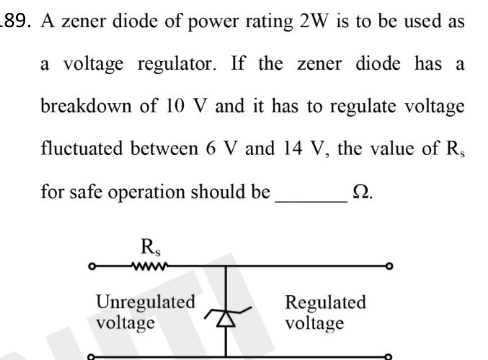 189. A zener diode of power rating 2W is to be used as
a voltage regulator. If the zener diode has a
breakdown of 10 V and it has to regulate voltage
fluctuated between 6 V and 14 V, the value of Rₛ
for safe operation should be ________ Ω.
Rₛ
Unregulated
voltage
Regulated
voltage